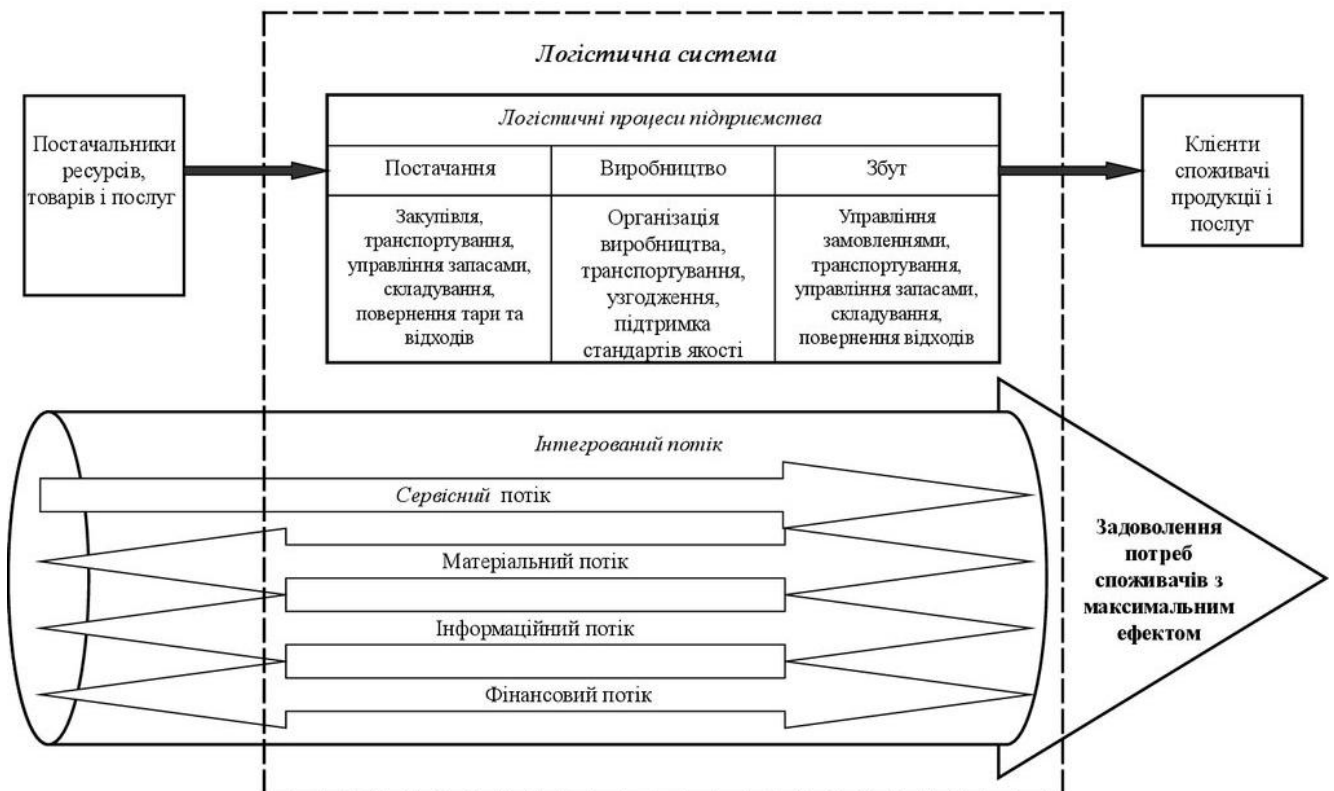 Логістична система
Постачальники
ресурсів,
товарів і послуг
Логістичні процеси підприємства
Постачання
Виробництво
Збут
Закупівля,
транспортування,
управління запасами,
складування,
повернення тари та
відходів
Організація
виробництва,
транспортування,
узгодження,
підтримка
стандартів якості
Управління
замовленнями,
транспортування,
управління запасами,
складування,
повернення відходів
Клієнти
споживачі
продукції і
послуг
Інтегрований потік
Сервісний потік
Матеріальний потік
Інформаційний потік
Фінансовий потік
Задоволення
потреб
споживачів з
максимальним
ефектом